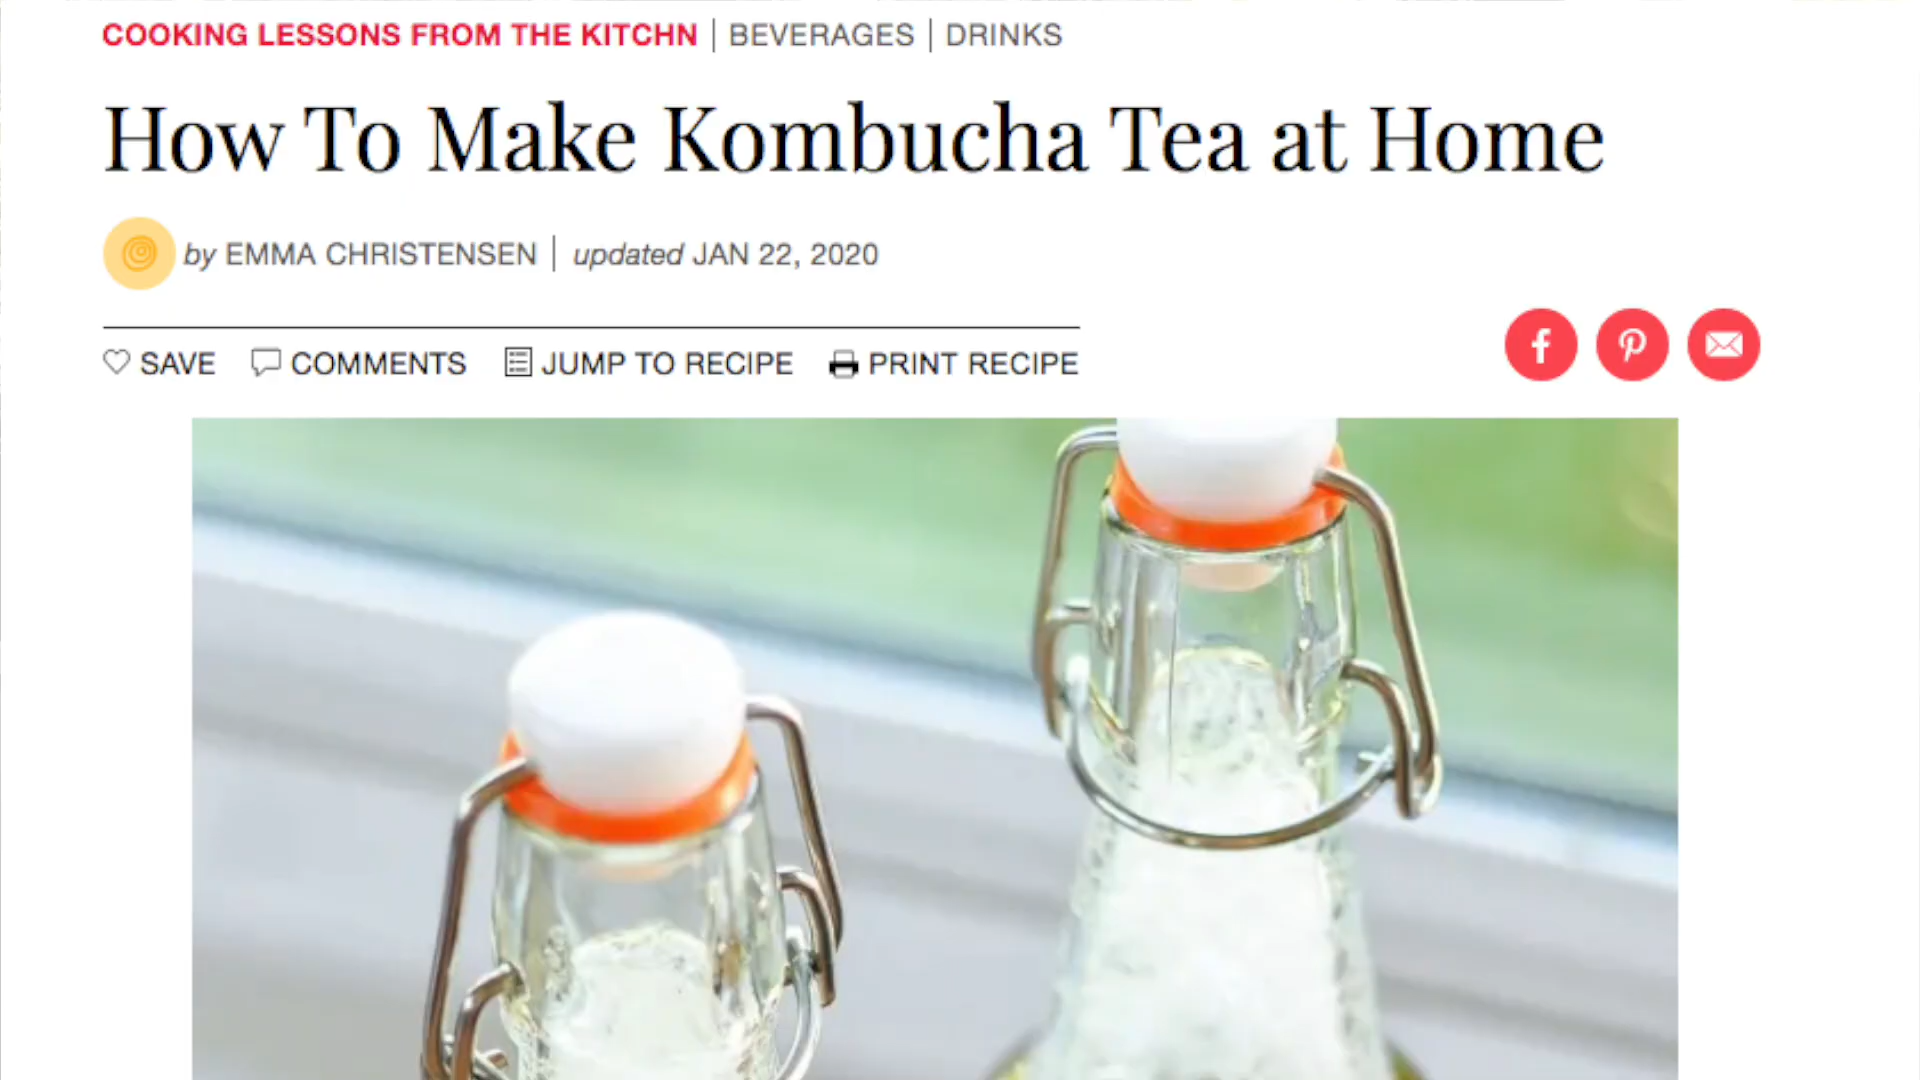 COOKING LESSONS FROM THE KITCHN | BEVERAGES | DRINKS
How To Make Kombucha Tea at Home
by EMMA CHRISTENSEN | updated JAN 22, 2020
SAVE COMMENTS JUMP TO RECIPE PRINT RECIPE